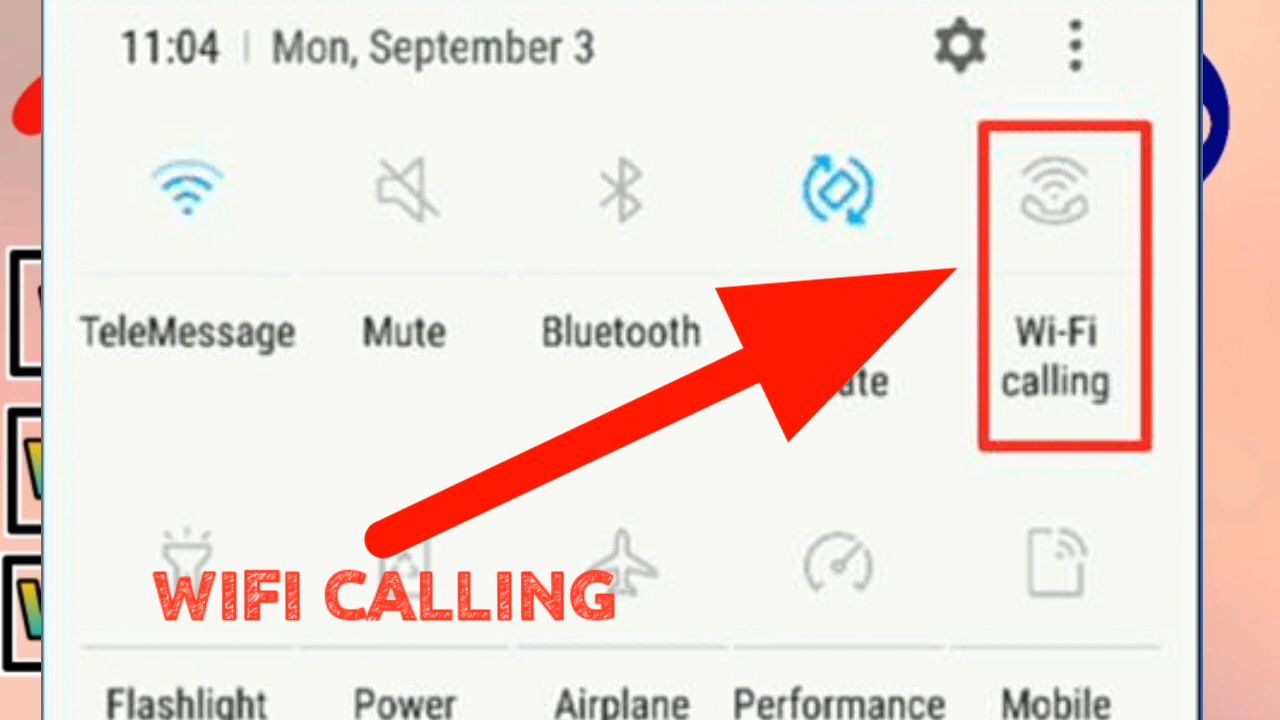 11:04 | Mon, September 3
TeleMessage Mute Bluetooth Wi-Fi
calling
WIFI CALLING
Flashlight Power Airplane Performance Mobile